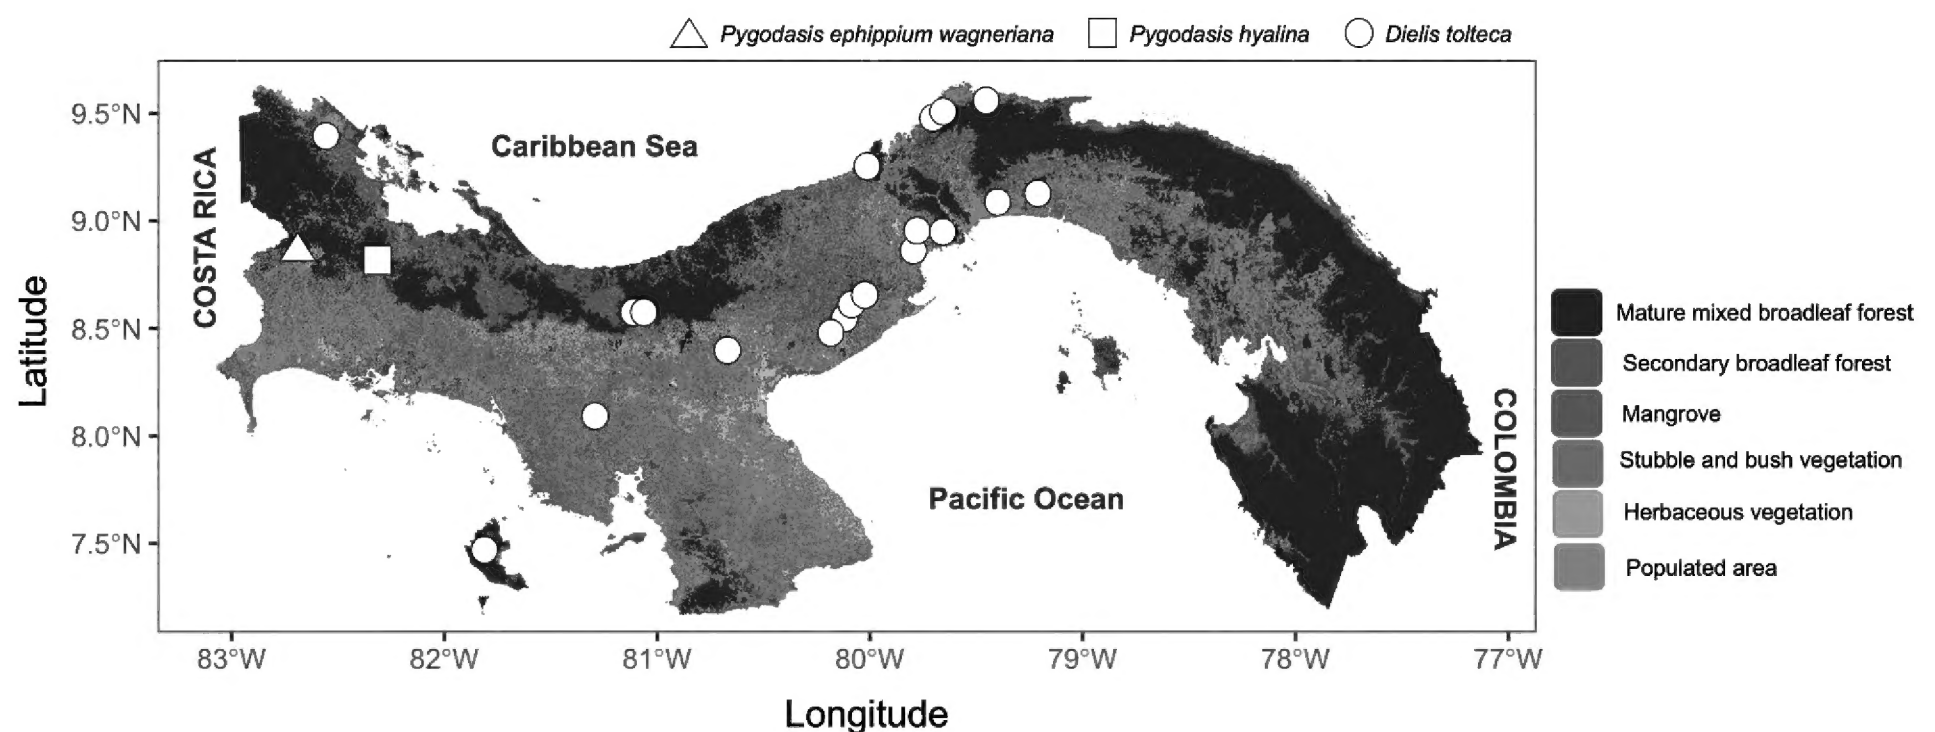 Pygodasis ephippium wagneriana Pygodasis hyalina Dielis tolteca
9.5°N
9.0°N
8.5°N
8.0°N
7.5°N
Latitude
COSTA RICA
Caribbean Sea
Pacific Ocean
COLOMBIA
Mature mixed broadleaf forest
Secondary broadleaf forest
Mangrove
Stubble and bush vegetation
Herbaceous vegetation
Populated area
83°W 82°W 81°W 80°W 79°W 78°W 77°W
Longitude